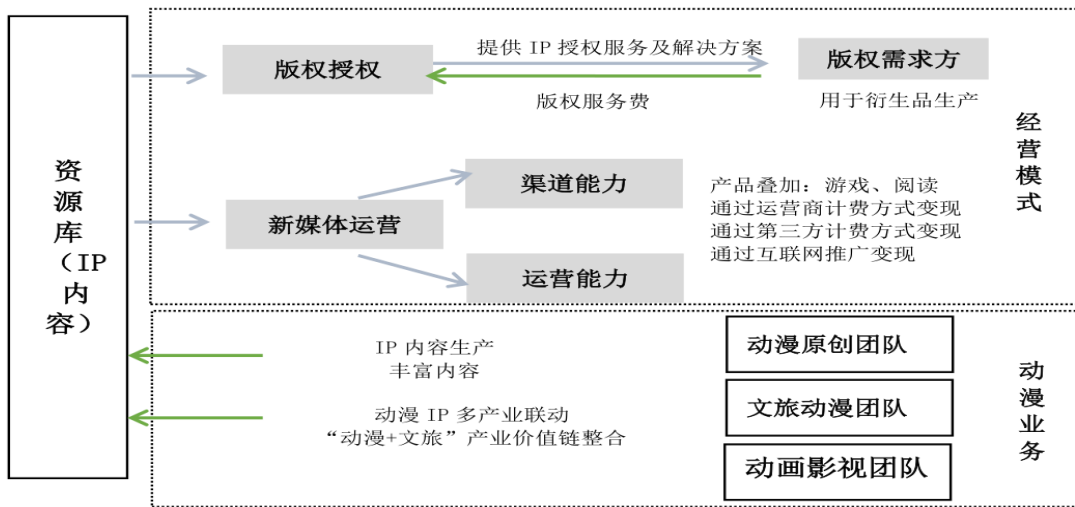 资
源
库
（IP
内
容）
版权授权
提供 IP 授权服务及解决方案
版权服务费
版权需求方
用于衍生品生产
经
营
模
式
新媒体运营
渠道能力
运营能力
产品叠加：游戏、阅读
通过运营商计费方式变现
通过第三方计费方式变现
通过互联网推广变现
IP 内容生产
丰富内容
动漫 IP 多产业联动
“动漫+文旅”产业价值链整合
动漫原创团队
文旅动漫团队
动画影视团队
动
漫
业
务